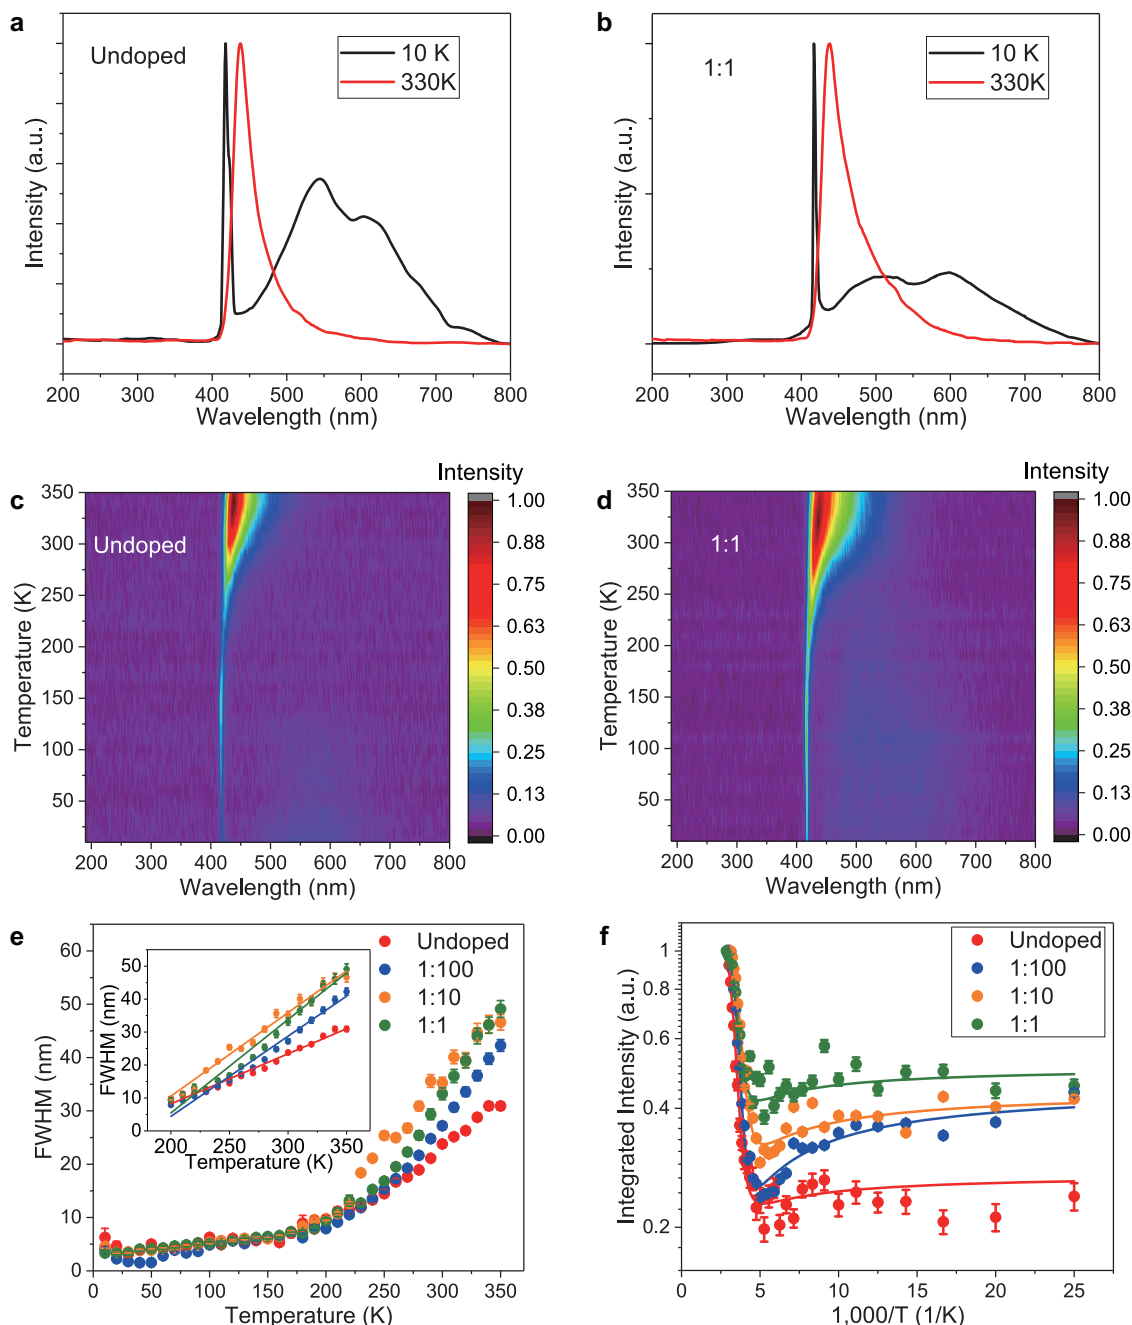 a
Undoped
10 K
330K
Intensity (a.u.)
200 300 400 500 600 700 800
Wavelength (nm)
b
1:1
10 K
330K
Intensity (a.u.)
200 300 400 500 600 700 800
Wavelength (nm)
c
Intensity
Undoped
350
300
250
200
150
100
50
Temperature (K)
200 300 400 500 600 700 800
Wavelength (nm)
1.00
0.88
0.75
0.63
0.50
0.38
0.25
0.13
0.00
d
Intensity
1:1
350
300
250
200
150
100
50
Temperature (K)
200 300 400 500 600 700 800
Wavelength (nm)
1.00
0.88
0.75
0.63
0.50
0.38
0.25
0.13
0.00
e
Undoped
1:100
1:10
1:1
65
60
55
50
45
40
35
30
25
20
15
10
5
0
FWHM (nm)
0 50 100 150 200 250 300 350
Temperature (K)
50
40
30
20
10
0
FWHM (nm)
200 250 300 350
Temperature (K)
f
Undoped
1:100
1:10
1:1
1
0.8
0.6
0.4
0.2
Integrated Intensity (a.u.)
0 5 10 15 20 25
1,000/T (1/K)